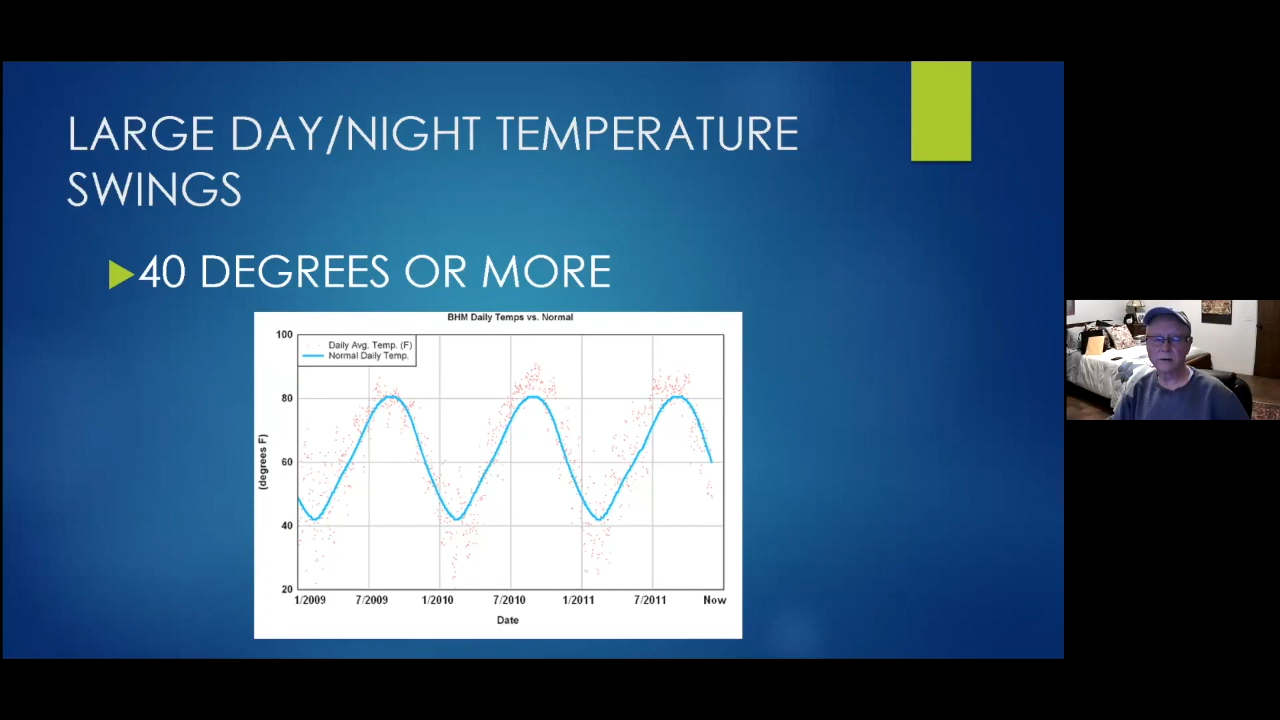 LARGE DAY/NIGHT TEMPERATURE
SWINGS
40 DEGREES OR MORE
BHM Daily Temps vs. Normal
100
80
60
40
20
(degrees F)
Daily Avg. Temp. (F)
Normal Daily Temp.
1/2009 7/2009 1/2010 7/2010 1/2011 7/2011 Now
Date